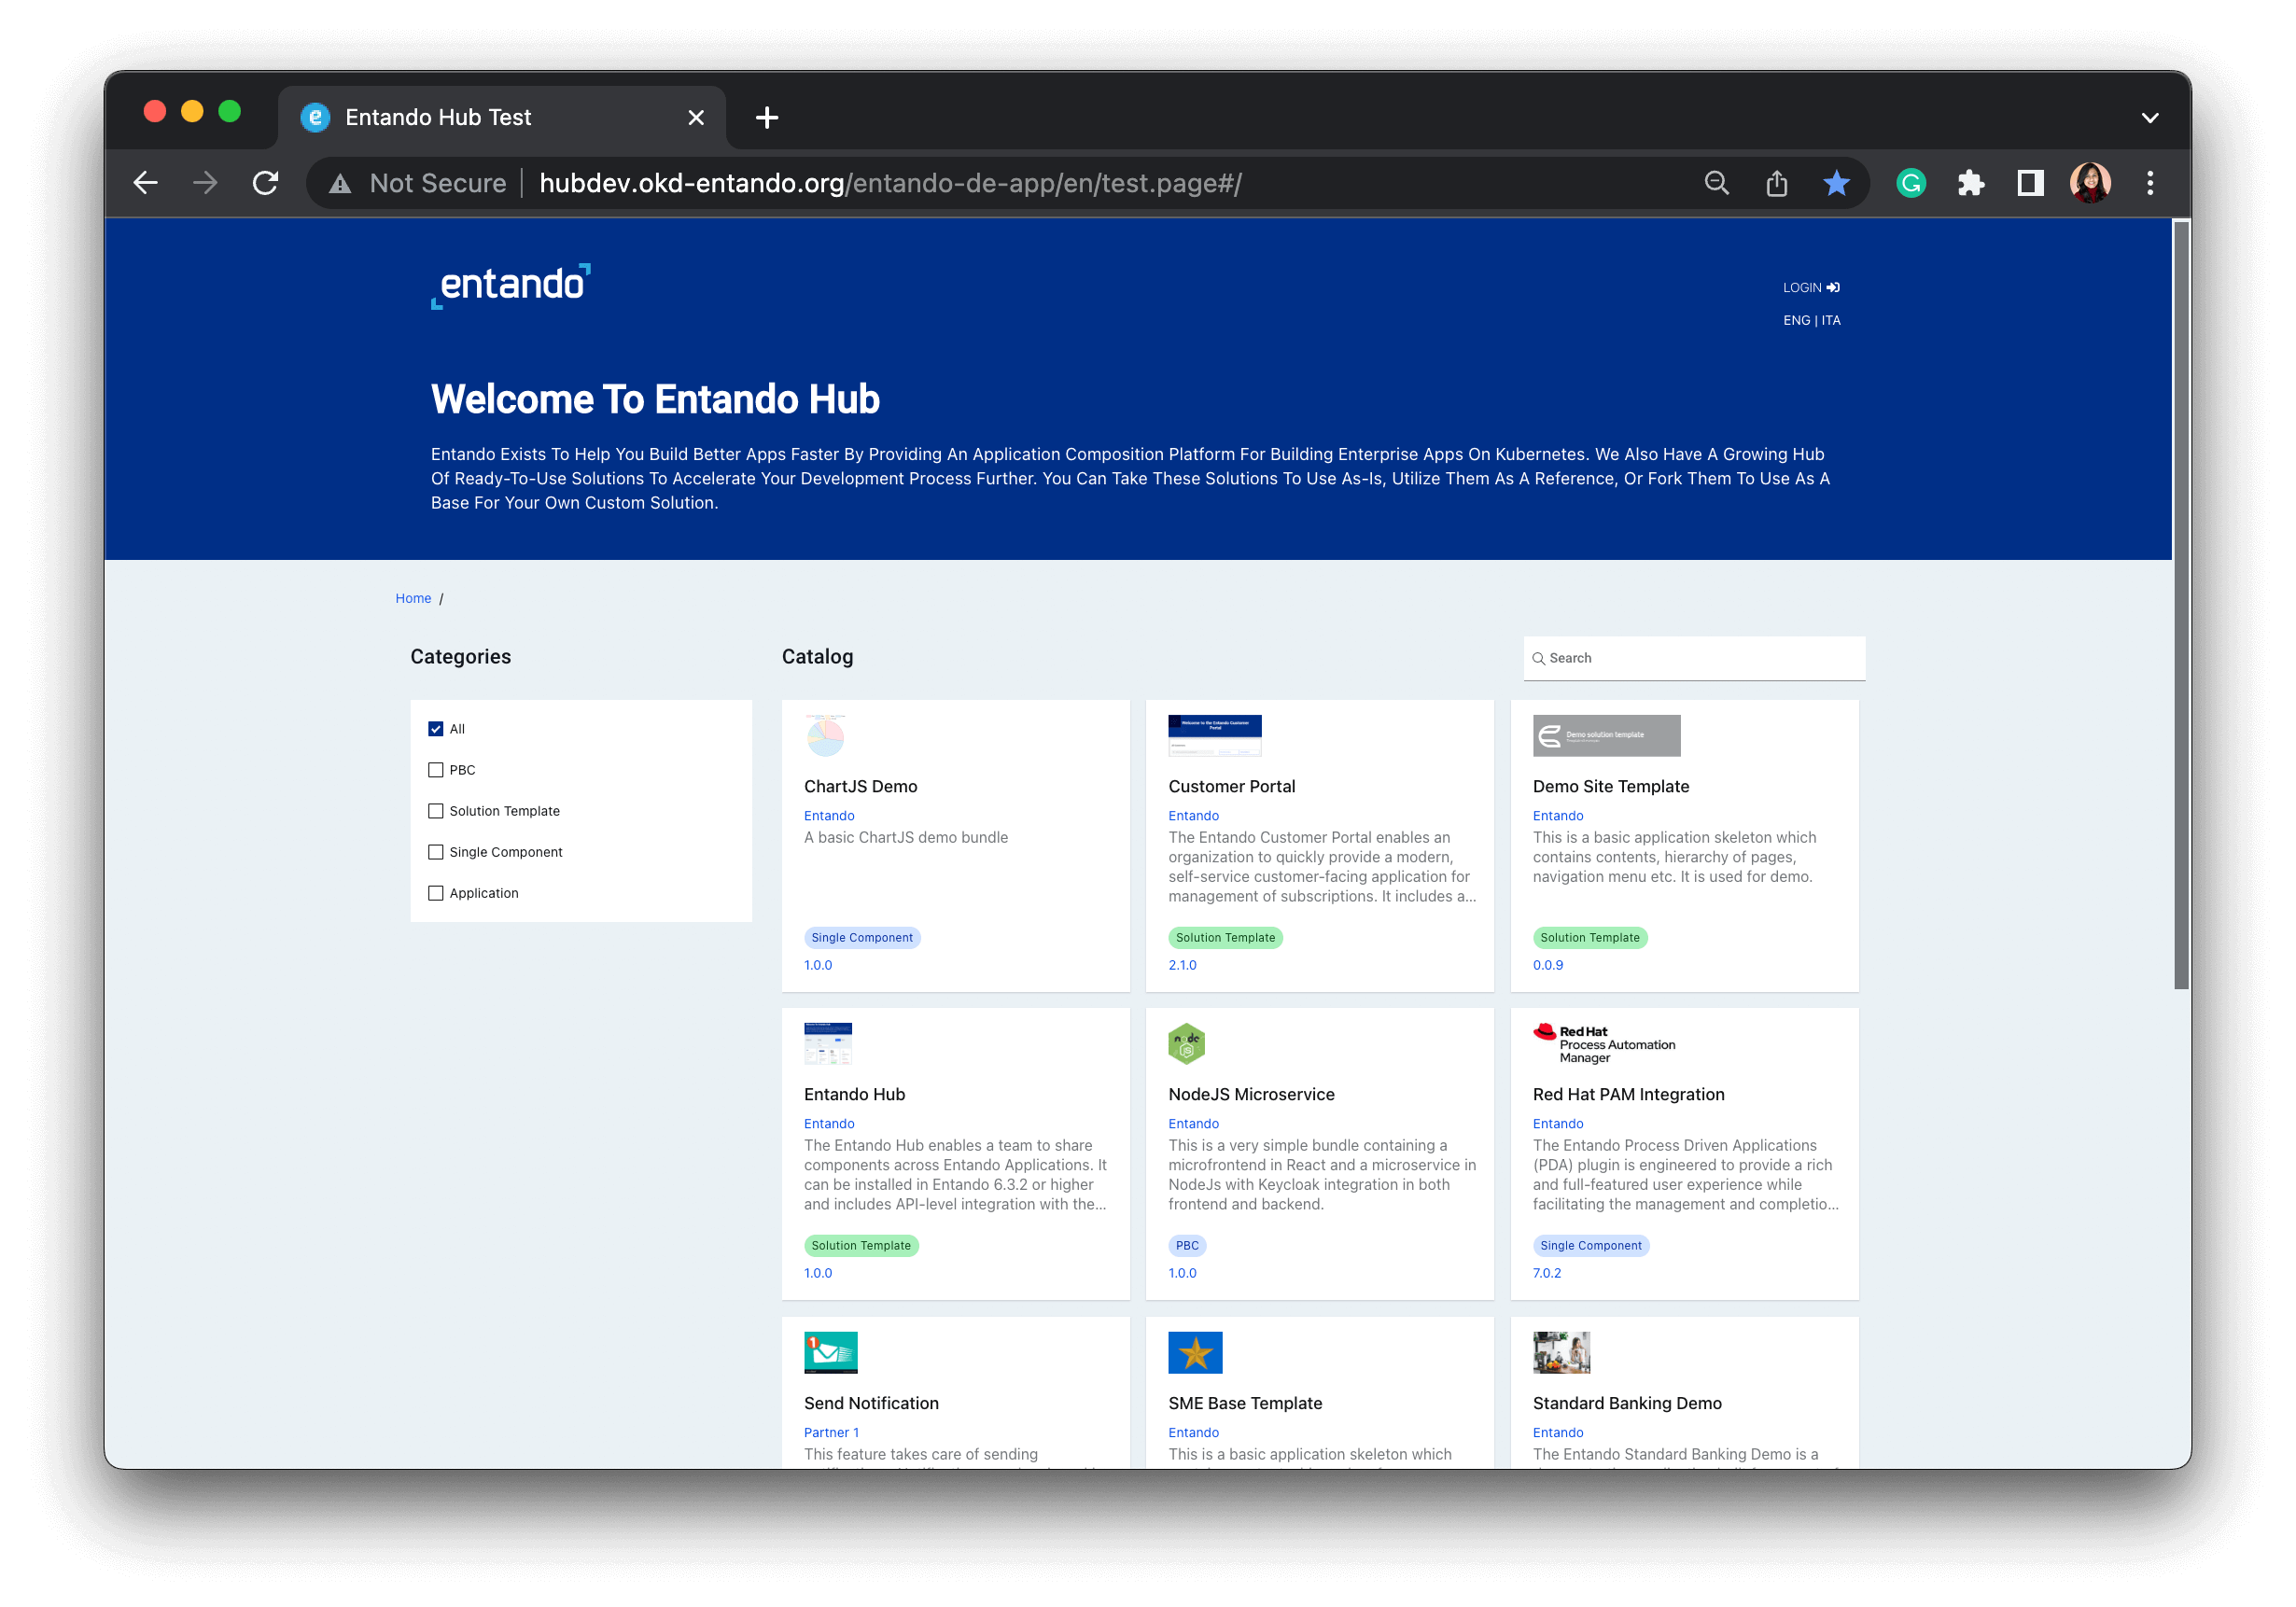 Entando Hub Test
Not Secure | hubdev.okd-entando.org/entando-de-app/en/test.page#/
entando
LOGIN
ENG | ITA
Welcome To Entando Hub
Entando Exists To Help You Build Better Apps Faster By Providing An Application Composition Platform For Building Enterprise Apps On Kubernetes. We Also Have A Growing Hub
Of Ready-To-Use Solutions To Accelerate Your Development Process Further. You Can Take These Solutions To Use As-Is, Utilize Them As A Reference, Or Fork Them To Use As A
Base For Your Own Custom Solution.
Home /
Categories
All
PBC
Solution Template
Single Component
Application
Catalog
Search
ChartJS Demo
Entando
A basic ChartJS demo bundle
Single Component
1.0.0
Welcome to the Entando Customer
Portal
Customer Portal
Entando
The Entando Customer Portal enables an
organization to quickly provide a modern,
self-service customer-facing application for
management of subscriptions. It includes a...
Solution Template
2.1.0
Demo solution template
Demo Site Template
Entando
This is a basic application skeleton which
contains contents, hierarchy of pages,
navigation menu etc. It is used for demo.
Solution Template
0.0.9
Entando Hub
Entando
The Entando Hub enables a team to share
components across Entando Applications. It
can be installed in Entando 6.3.2 or higher
and includes API-level integration with the...
Solution Template
1.0.0
node
JS
NodeJS Microservice
Entando
This is a very simple bundle containing a
microfrontend in React and a microservice in
NodeJs with Keycloak integration in both
frontend and backend.
PBC
1.0.0
Red Hat
Process Automation
Manager
Red Hat PAM Integration
Entando
The Entando Process Driven Applications
(PDA) plugin is engineered to provide a rich
and full-featured user experience while
facilitating the management and completio...
Single Component
7.0.2
1
Send Notification
Partner 1
This feature takes care of sending
SME Base Template
Entando
This is a basic application skeleton which
Standard Banking Demo
Entando
The Entando Standard Banking Demo is a